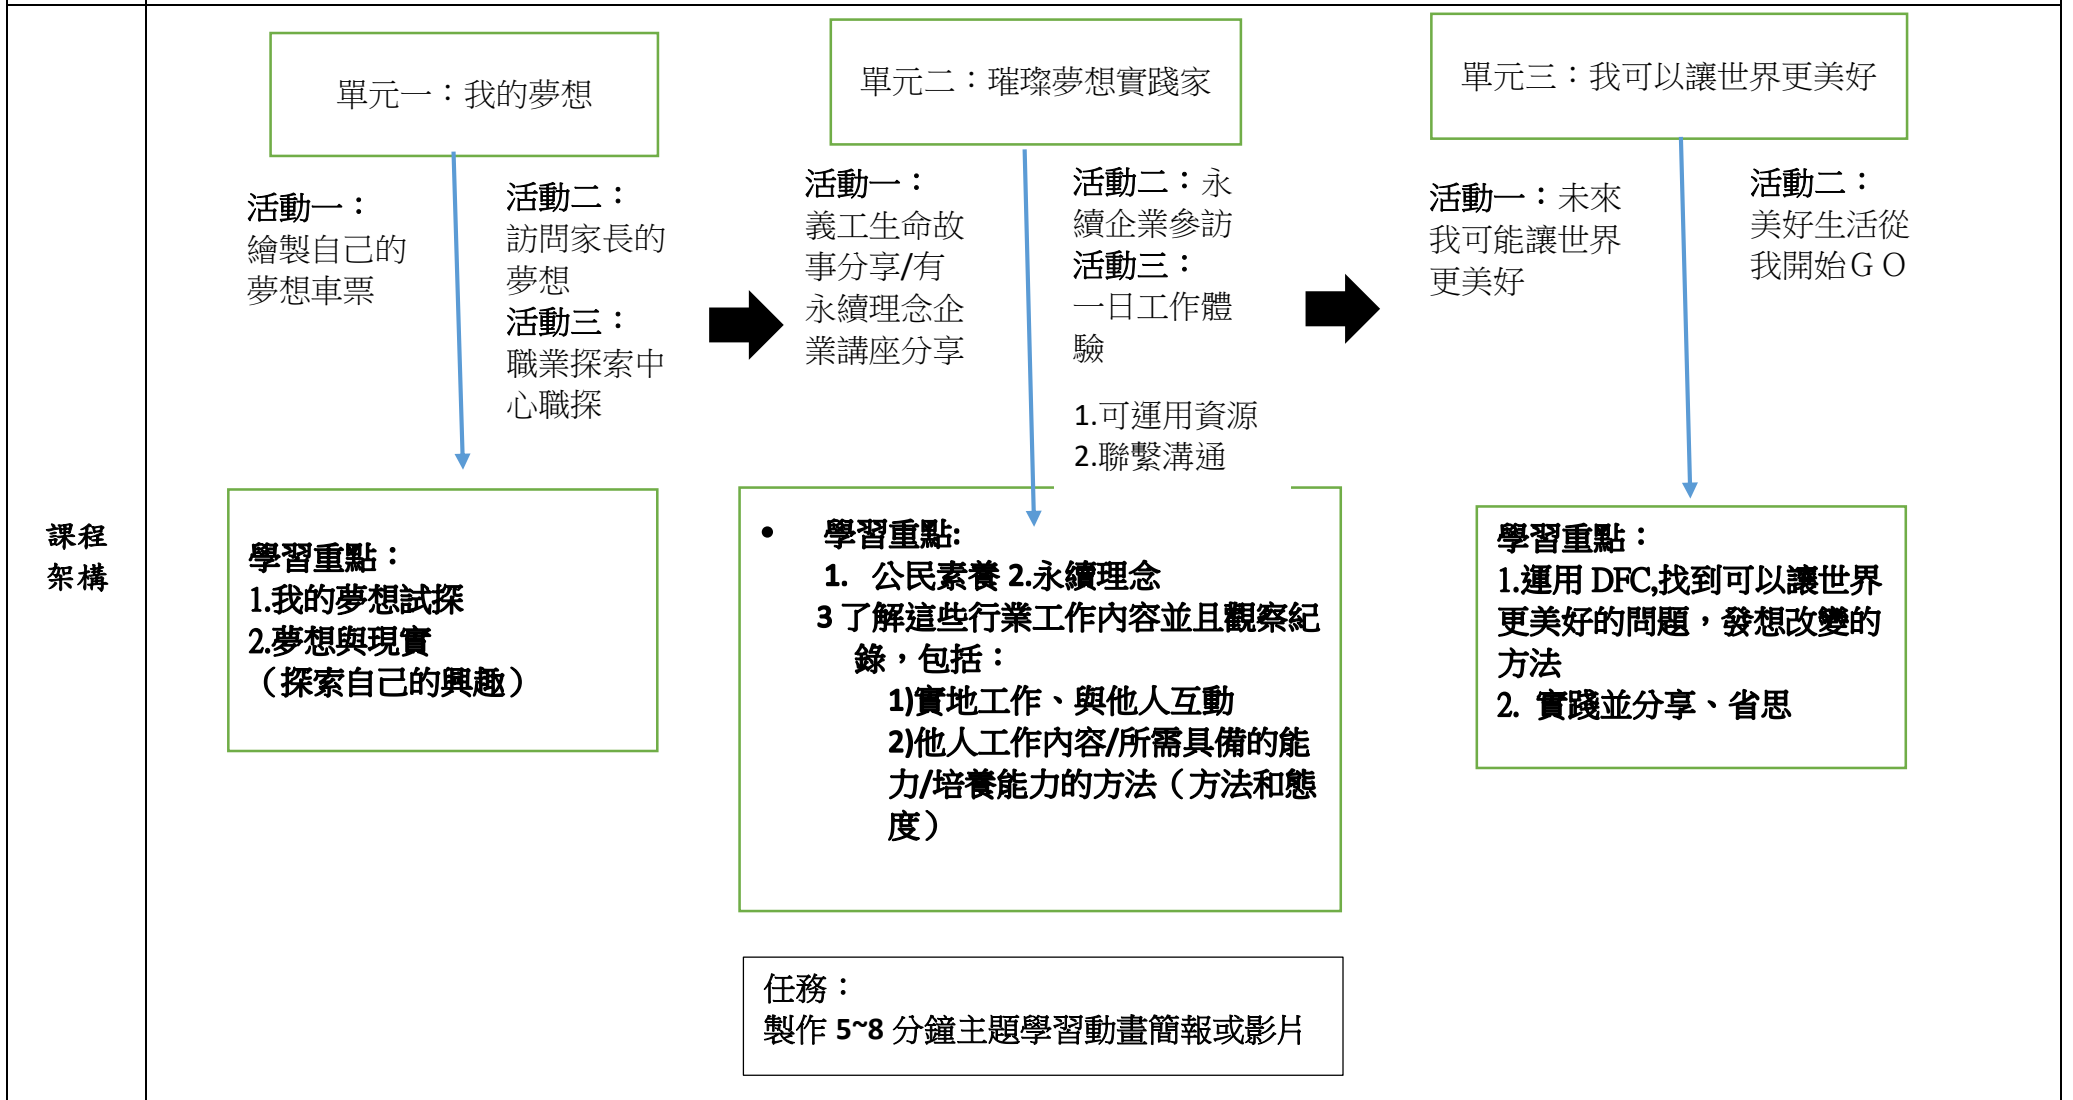 課程
架構
單元一：我的夢想
活動一：
繪製自己的
夢想車票
活動二：
訪問家長的
夢想
活動三：
職業探索中
心職探
學習重點：
1.我的夢想試探
2.夢想與現實
（探索自己的興趣）
單元二：璀璨夢想實踐家
活動一：
義工生命故
事分享/有
永續理念企
業講座分享
活動二：永
續企業參訪
活動三：
一日工作體
驗
1.可運用資源
2.聯繫溝通
• 學習重點:
1. 公民素養 2.永續理念
3 了解這些行業工作內容並且觀察紀
錄，包括：
1)實地工作、與他人互動
2)他人工作內容/所需具備的能
力/培養能力的方法（方法和態
度）
任務：
製作 5~8 分鐘主題學習動畫簡報或影片
單元三：我可以讓世界更美好
活動一：未來
我可能讓世界
更美好
活動二：
美好生活從
我開始ＧＯ
學習重點：
1.運用 DFC,找到可以讓世界
更美好的問題，發想改變的
方法
2. 實踐並分享、省思